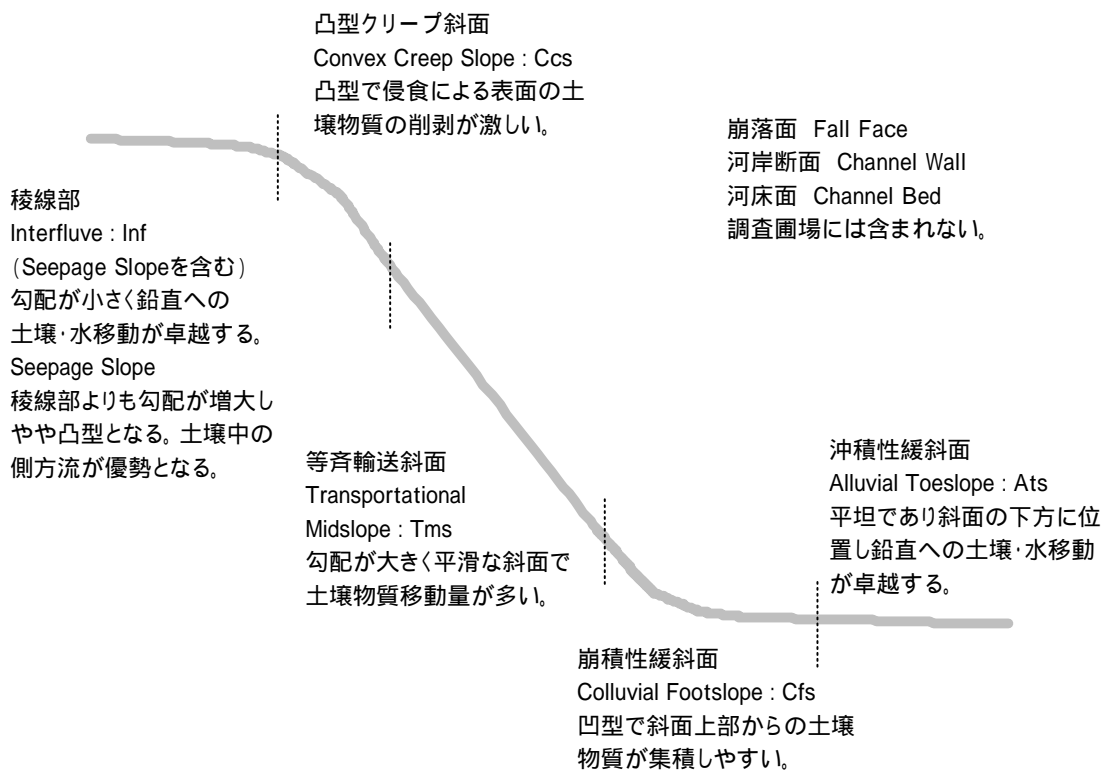 凸型クリープ斜面
Convex Creep Slope : Ccs
凸型で侵食による表面の土
壌物質の削剥が激しい。
崩落面 Fall Face
河岸断面 Channel Wall
河床面 Channel Bed
調査圃場には含まれない。
稜線部
Interfluve : Inf
(Seepage Slopeを含む)
勾配が小さく鉛直への
土壌・水移動が卓越する。
Seepage Slope
稜線部よりも勾配が増大し
やや凸型となる。土壌中の
側方流が優勢となる。
等斉輸送斜面
Transportational
Midslope : Tms
勾配が大きく平滑な斜面で
土壌物質移動量が多い。
沖積性緩斜面
Alluvial Toeslope : Ats
平坦であり斜面の下方に位
置し鉛直への土壌・水移動
が卓越する。
崩積性緩斜面
Colluvial Footslope : Cfs
凹型で斜面上部からの土壌
物質が集積しやすい。